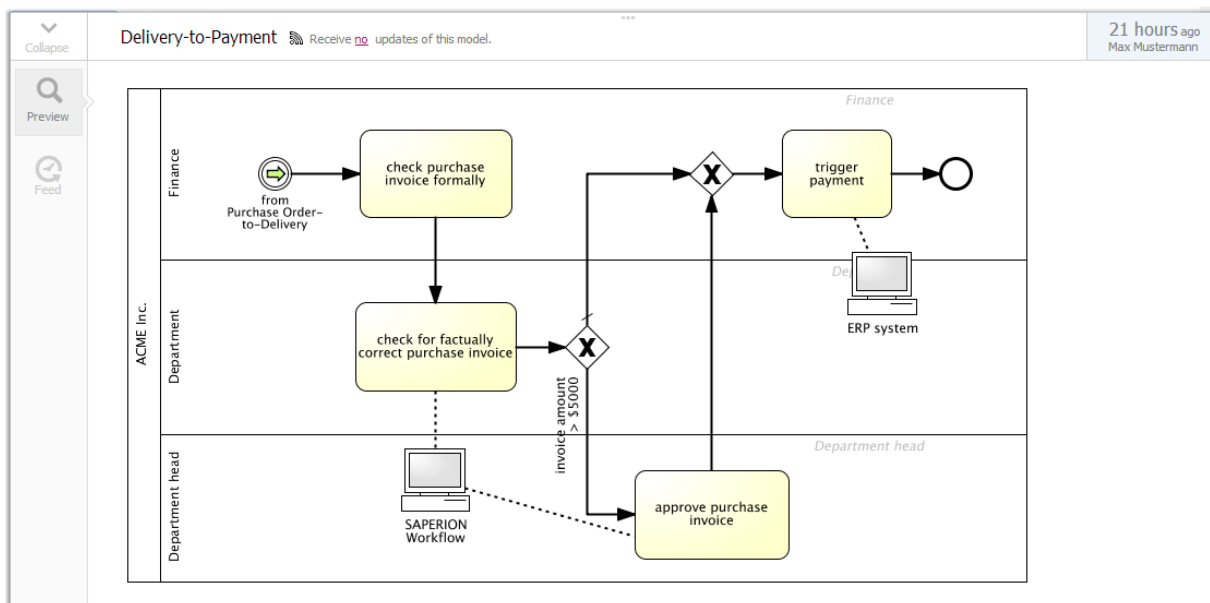 Collapse
Delivery-to-Payment
Receive no updates of this model.
21 hours ago
Max Mustermann
Preview
Feed
ACME Inc.
Finance
Finance
from
Purchase Order-
to-Delivery
check purchase
invoice formally
trigger
payment
Department
check for factually
correct purchase invoice
invoice amount
> $5000
ERP system
Department head
Department head
SAPERION
Workflow
approve purchase
invoice